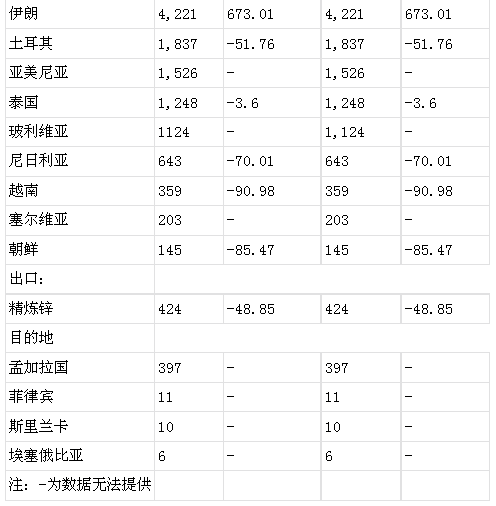 伊朗 4,221 673.01 4,221 673.01
土耳其 1,837 -51.76 1,837 -51.76
亚美尼亚 1,526 - 1,526 -
泰国 1,248 -3.6 1,248 -3.6
玻利维亚 1124 - 1,124 -
尼日利亚 643 -70.01 643 -70.01
越南 359 -90.98 359 -90.98
塞尔维亚 203 - 203 -
朝鲜 145 -85.47 145 -85.47
出口:
精炼锌 424 -48.85 424 -48.85
目的地
孟加拉国 397 - 397 -
菲律宾 11 - 11 -
斯里兰卡 10 - 10 -
埃塞俄比亚 6 - 6 -
注: -为数据无法提供